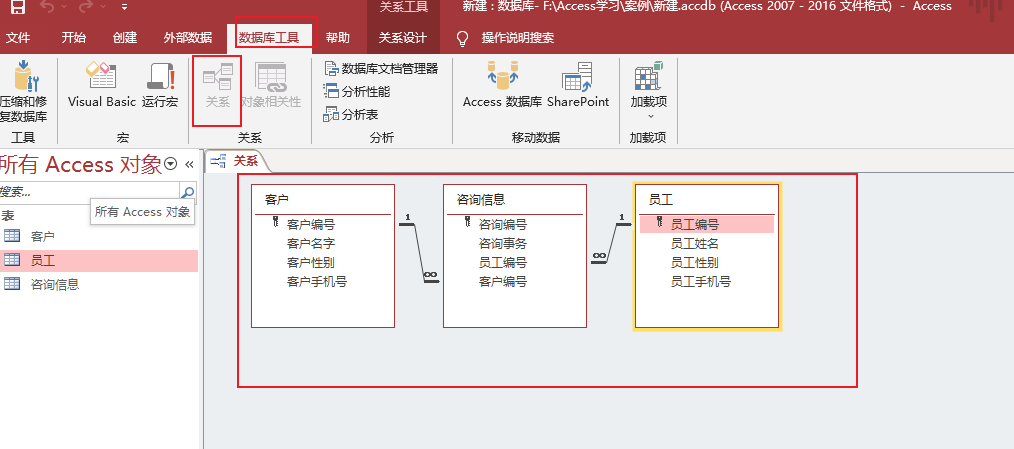 关系工具
新建 : 数据库- F:\Access学习\案例\新建.accdb (Access 2007 - 2016 文件格式) - Access
文件 开始 创建 外部数据 数据库工具 帮助 关系设计 操作说明搜索
压缩和修
复数据库
Visual Basic 运行宏
关系 对象相关性
数据库文档管理器
分析性能
分析表
Access 数据库 SharePoint
加载项
工具 宏 关系 分析 移动数据 加载项
所有 Access 对象 «
搜索...
所有 Access 对象
表
客户
员工
咨询信息
关系
客户
客户编号
客户名字
客户性别
客户手机号
1
∞
咨询信息
咨询编号
咨询事务
员工编号
客户编号
1
∞
员工
员工编号
员工姓名
员工性别
员工手机号